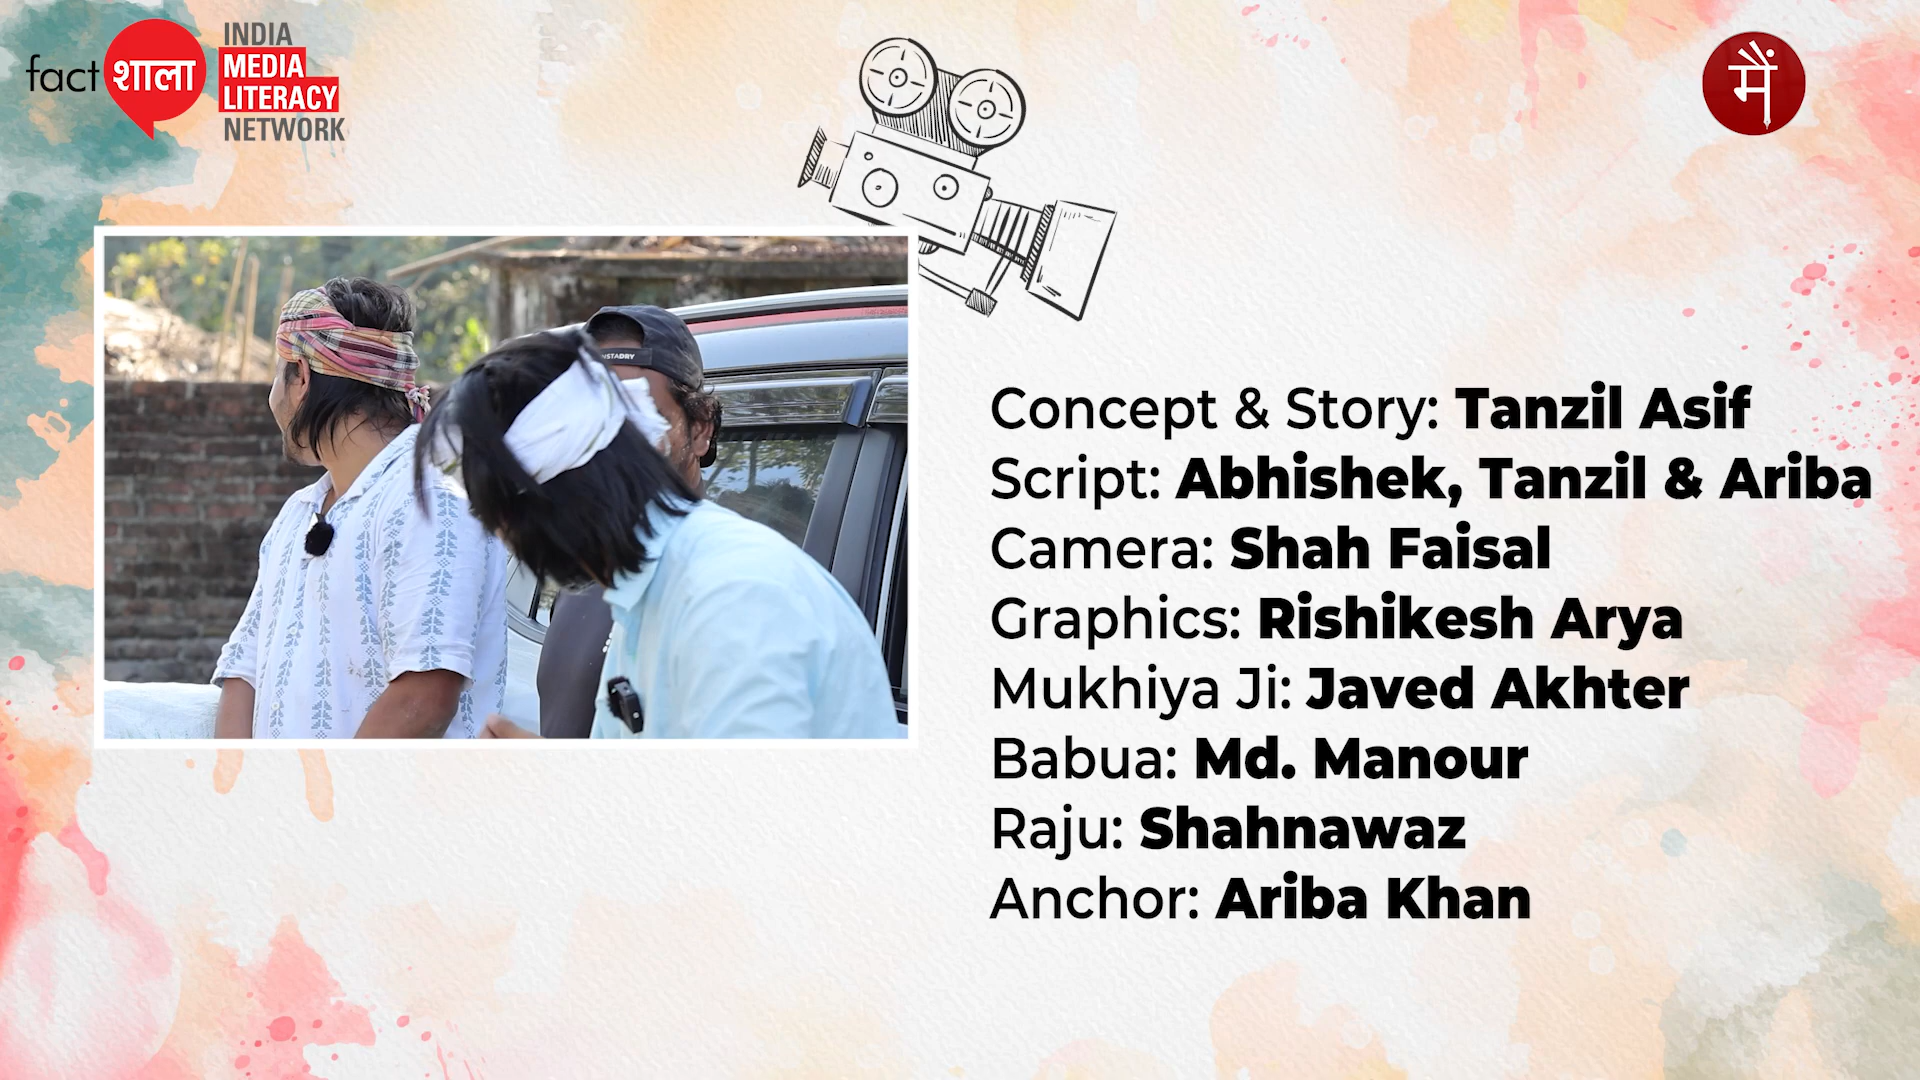 fact शाला
INDIA
MEDIA
LITERACY
NETWORK
में
INSTADRY
Concept & Story: Tanzil Asif
Script: Abhishek, Tanzil & Ariba
Camera: Shah Faisal
Graphics: Rishikesh Arya
Mukhiya Ji: Javed Akhter
Babua: Md. Manour
Raju: Shahnawaz
Anchor: Ariba Khan